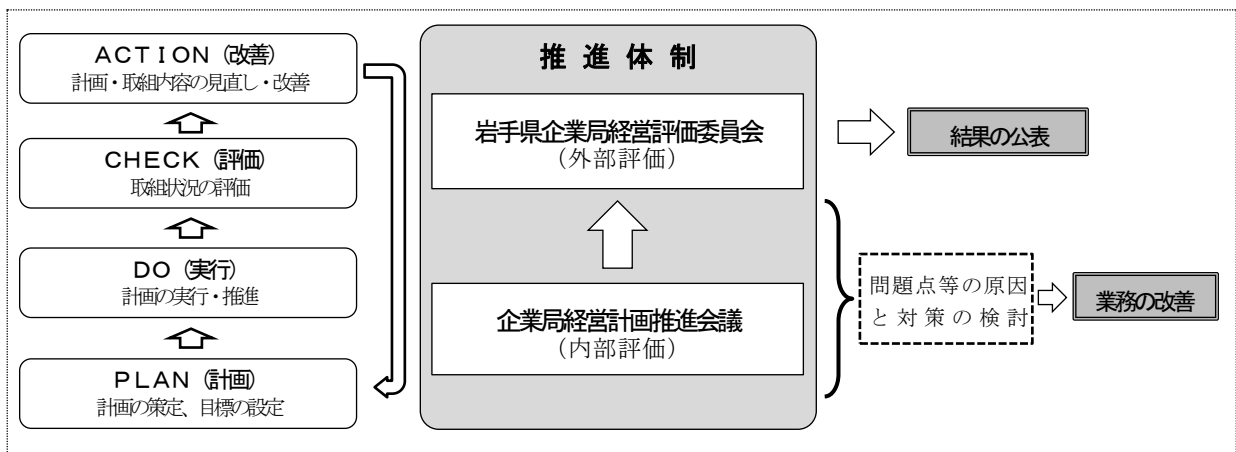 ACTION (改善)
計画・取組内容の見直し・改善
CHECK (評価)
取組状況の評価
DO (実行)
計画の実行・推進
PLAN (計画)
計画の策定、目標の設定
推進体制
岩手県企業局経営評価委員会
(外部評価)
企業局経営計画推進会議
(内部評価)
結果の公表
問題点等の原因
と対策の検討
業務の改善